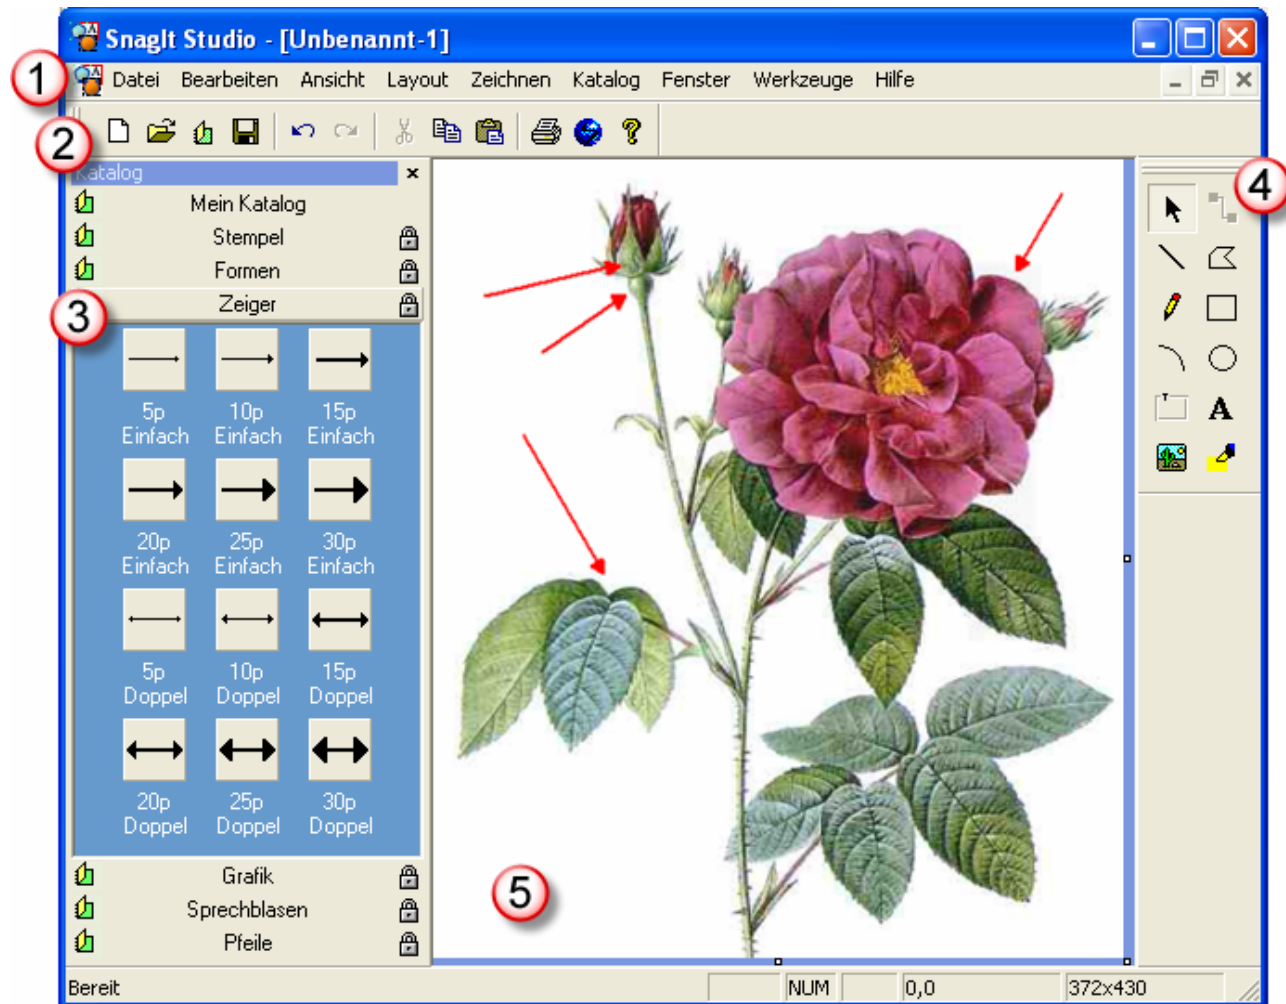 SnagIt Studio - [Unbenannt-1]
1
Datei Bearbeiten Ansicht Layout Zeichnen Katalog Fenster Werkzeuge Hilfe
2
Katalog
4
Mein Katalog
Stempel
Formen
3
Zeiger
5p Einfach
10p Einfach
15p Einfach
20p Einfach
25p Einfach
30p Einfach
5p Doppel
10p Doppel
15p Doppel
20p Doppel
25p Doppel
30p Doppel
Grafik
Sprechblasen
Pfeile
A
5
Bereit NUM 0,0 372x430